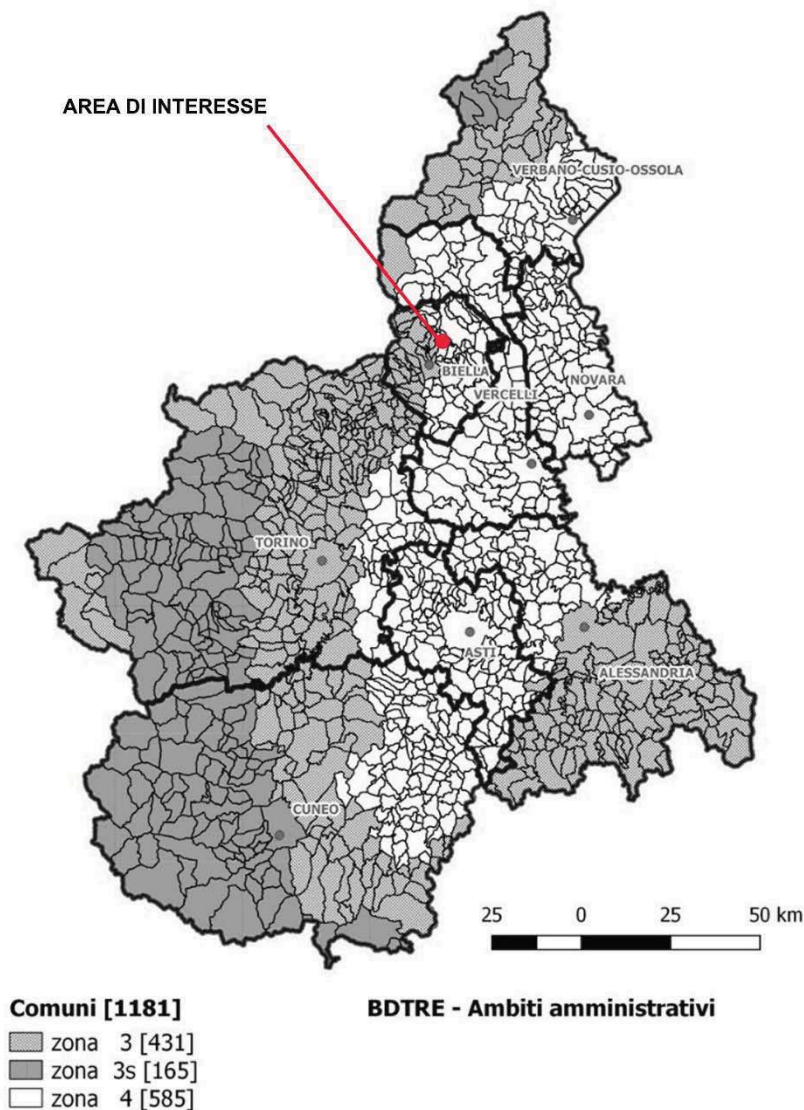 AREA DI INTERESSE
VERBANO-CUSIO-OSSOLA
BIELLA
VERCELLI
NOVARA
TORINO
ASTI
ALESSANDRIA
CUNEO
25 0 25 50 km
Comuni [1181]
BDTRE - Ambiti amministrativi
zona 3 [431]
zona 3s [165]
zona 4 [585]